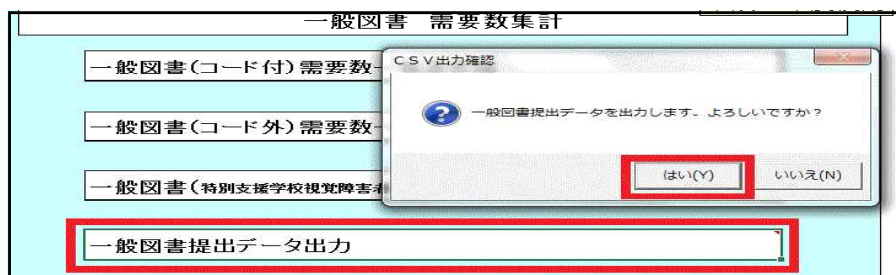 一般図書 需要数集計
一般図書(コード付)需要数
CSV出力確認
一般図書提出データを出力します。よろしいですか?
一般図書(コード外)需要数
はい(Y)
いいえ(N)
一般図書(特別支援学校視覚障害者
一般図書提出データ出力